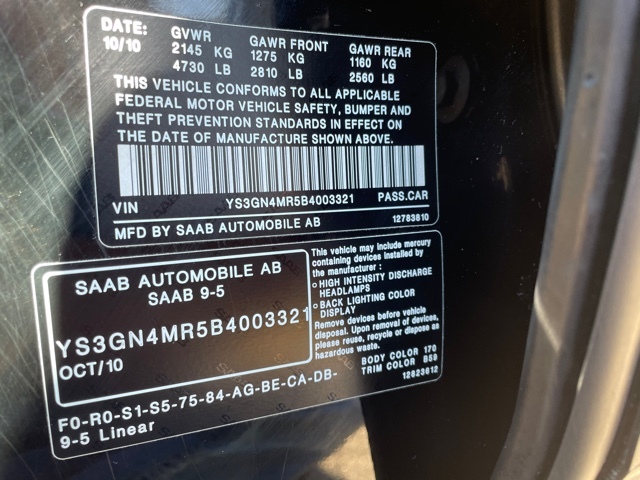 DATE: GVWR GAWR FRONT GAWR REAR
10/10 2145 KG 1275 KG 1160 KG
4730 LB 2810 LB 2560 LB
THIS VEHICLE CONFORMS TO ALL APPLICABLE
FEDERAL MOTOR VEHICLE SAFETY, BUMPER AND
THEFT PREVENTION STANDARDS IN EFFECT ON
THE DATE OF MANUFACTURE SHOWN ABOVE.
VIN YS3GN4MR5B4003321 PASS.CAR
MFD BY SAAB AUTOMOBILE AB 12783610
SAAB AUTOMOBILE AB
SAAB 9-5
YS3GN4MR5B4003321
OCT/10
F0-R0-S1-S5-75-84-AG-BE-CA-DB-
9-5 Linear
This vehicle may include mercury
containing devices installed by
the manufacturer:
o HIGH INTENSITY DISCHARGE
HEADLAMPS
o BACK LIGHTING COLOR
DISPLAY
Remove devices before vehicle
disposal. Upon removal of devices,
please reuse, recycle or dispose as
hazardous waste.
BODY COLOR 170
TRIM COLOR B59
12823612